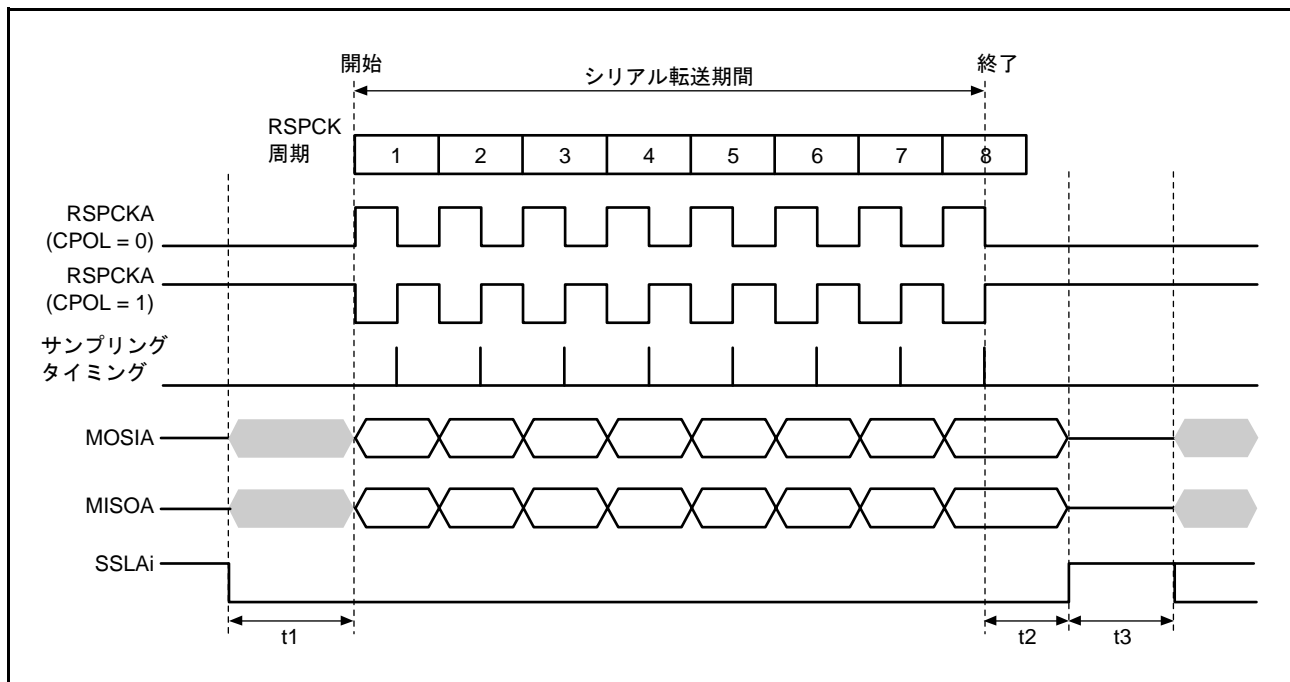 開始
シリアル転送期間
終了
RSPCK
周期
1 2 3 4 5 6 7 8
RSPCKA
(CPOL = 0)
RSPCKA
(CPOL = 1)
サンプリング
タイミング
MOSIA
MISOA
SSLAi
t1
t2
t3